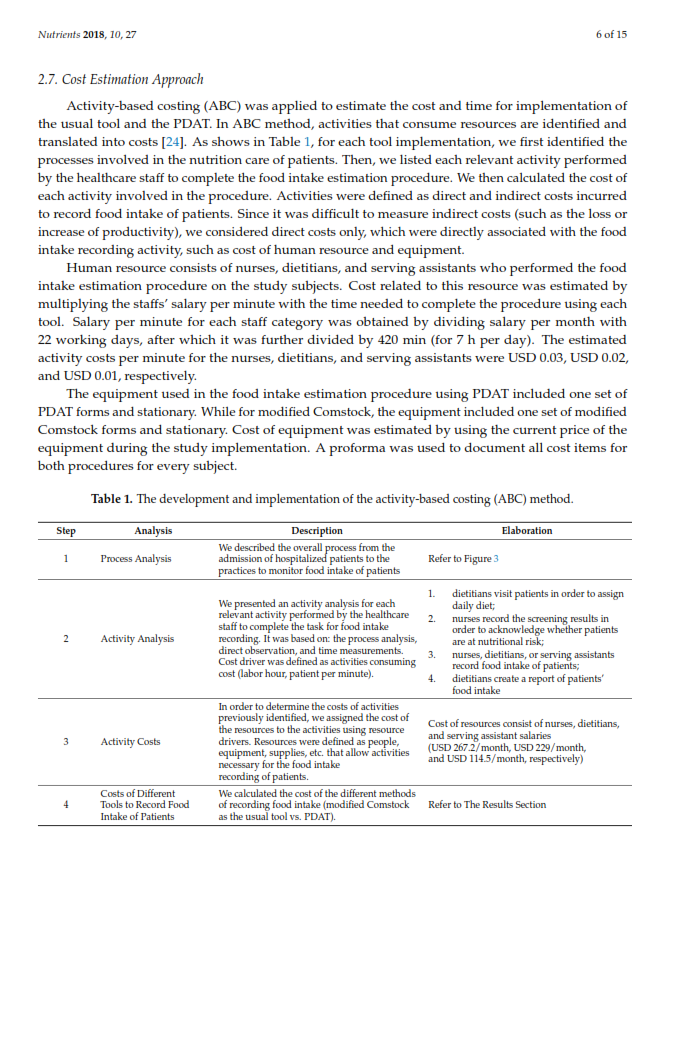 Nutrients 2018, 10, 27
6 of 15
2.7. Cost Estimation Approach
Activity-based costing (ABC) was applied to estimate the cost and time for implementation of
the usual tool and the PDAT. In ABC method, activities that consume resources are identified and
translated into costs [24]. As shows in Table 1, for each tool implementation, we first identified the
processes involved in the nutrition care of patients. Then, we listed each relevant activity performed
by the healthcare staff to complete the food intake estimation procedure. We then calculated the cost of
each activity involved in the procedure. Activities were defined as direct and indirect costs incurred
to record food intake of patients. Since it was difficult to measure indirect costs (such as the loss or
increase of productivity), we considered direct costs only, which were directly associated with the food
intake recording activity, such as cost of human resource and equipment.
Human resource consists of nurses, dietitians, and serving assistants who performed the food
intake estimation procedure on the study subjects. Cost related to this resource was estimated by
multiplying the staffs' salary per minute with the time needed to complete the procedure using each
tool. Salary per minute for each staff category was obtained by dividing salary per month with
22 working days, after which it was further divided by 420 min (for 7 h per day). The estimated
activity costs per minute for the nurses, dietitians, and serving assistants were USD 0.03, USD 0.02,
and USD 0.01, respectively.
The equipment used in the food intake estimation procedure using PDAT included one set of
PDAT forms and stationary. While for modified Comstock, the equipment included one set of modified
Comstock forms and stationary. Cost of equipment was estimated by using the current price of the
equipment during the study implementation. A proforma was used to document all cost items for
both procedures for every subject.
Table 1. The development and implementation of the activity-based costing (ABC) method.
Step Analysis Description Elaboration
1 Process Analysis
We described the overall process from the
admission of hospitalized patients to the
practices to monitor food intake of patients
Refer to Figure 3
2 Activity Analysis
We presented an activity analysis for each
relevant activity performed by the healthcare
staff to complete the task for food intake
recording. It was based on: the process analysis,
direct observation, and time measurements.
Cost driver was defined as activities consuming
cost (labor hour, patient per minute).
1. dietitians visit patients in order to assign
daily diet;
2. nurses record the screening results in
order to acknowledge whether patients
are at nutritional risk;
3. nurses, dietitians, or serving assistants
record food intake of patients;
4. dietitians create a report of patients'
food intake
3 Activity Costs
In order to determine the costs of activities
previously identified, we assigned the cost of
the resources to the activities using resource
drivers. Resources were defined as people,
equipment, supplies, etc. that allow activities
necessary for the food intake
recording of patients.
Cost of resources consist of nurses, dietitians,
and serving assistant salaries
(USD 267.2/month, USD 229/month,
and USD 114.5/month, respectively)
4
Costs of Different
Tools to Record Food
Intake of Patients
We calculated the cost of the different methods
of recording food intake (modified Comstock
as the usual tool vs. PDAT).
Refer to The Results Section